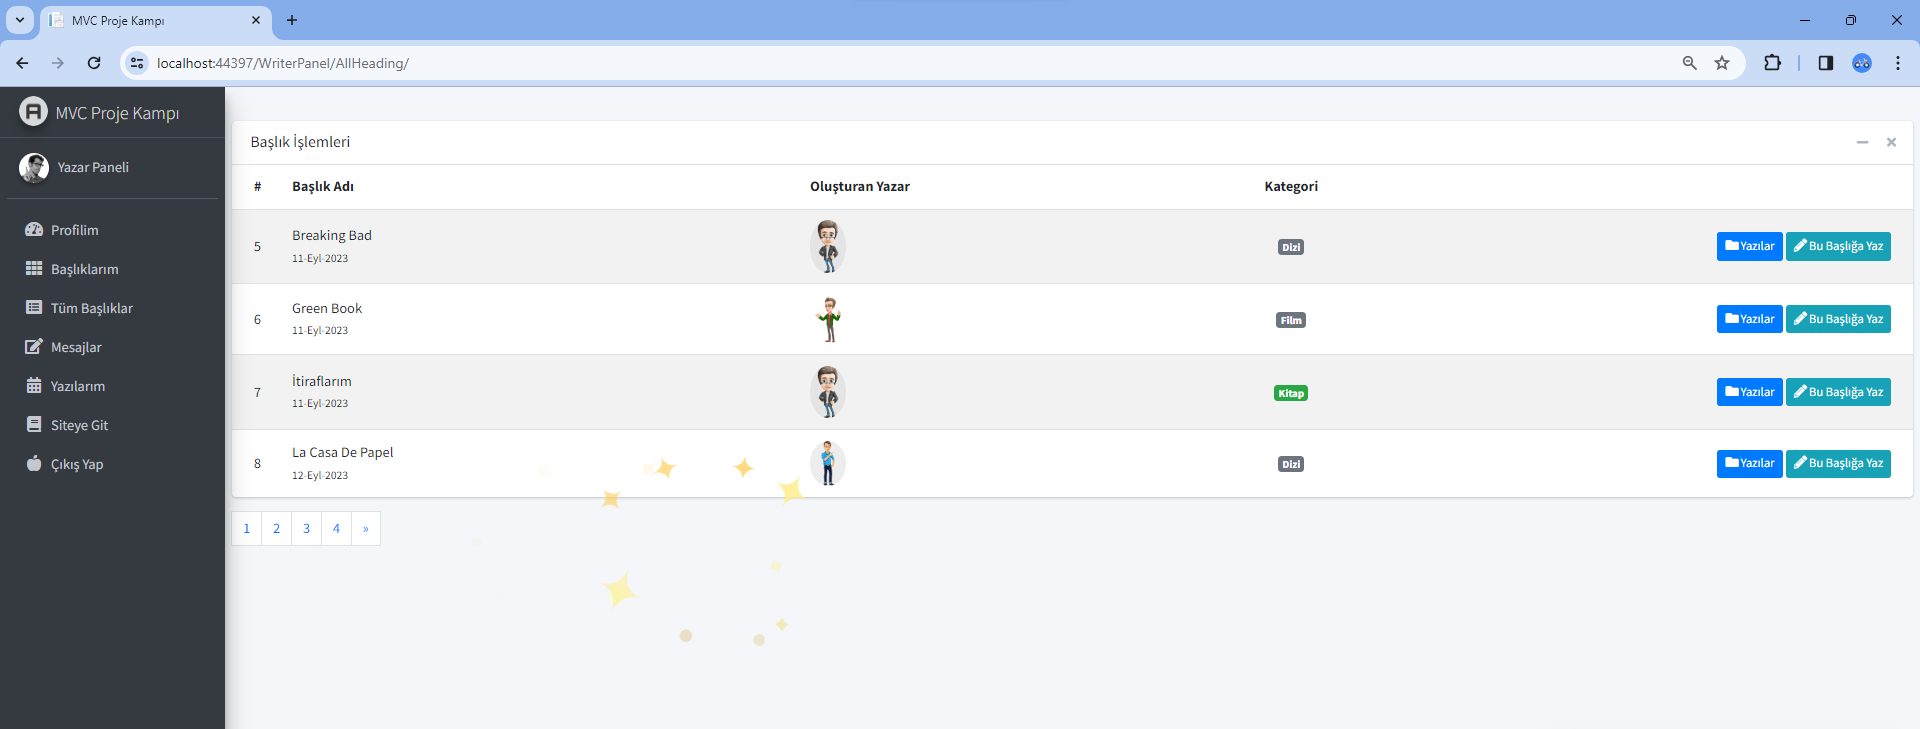 MVC Proje Kampı
localhost:44397/WriterPanel/AllHeading/
MVC Proje Kampı
Yazar Paneli
Profilim
Başlıklarım
Tüm Başlıklar
Mesajlar
Yazılarım
Siteye Git
Çıkış Yap
Başlık İşlemleri
# Başlık Adı Oluşturan Yazar Kategori
5 Breaking Bad Dizi Yazılar Bu Başlığa Yaz
11-Eyl-2023
6 Green Book Film Yazılar Bu Başlığa Yaz
11-Eyl-2023
7 İtiraflarım Kitap Yazılar Bu Başlığa Yaz
11-Eyl-2023
8 La Casa De Papel Dizi Yazılar Bu Başlığa Yaz
12-Eyl-2023
1 2 3 4 »